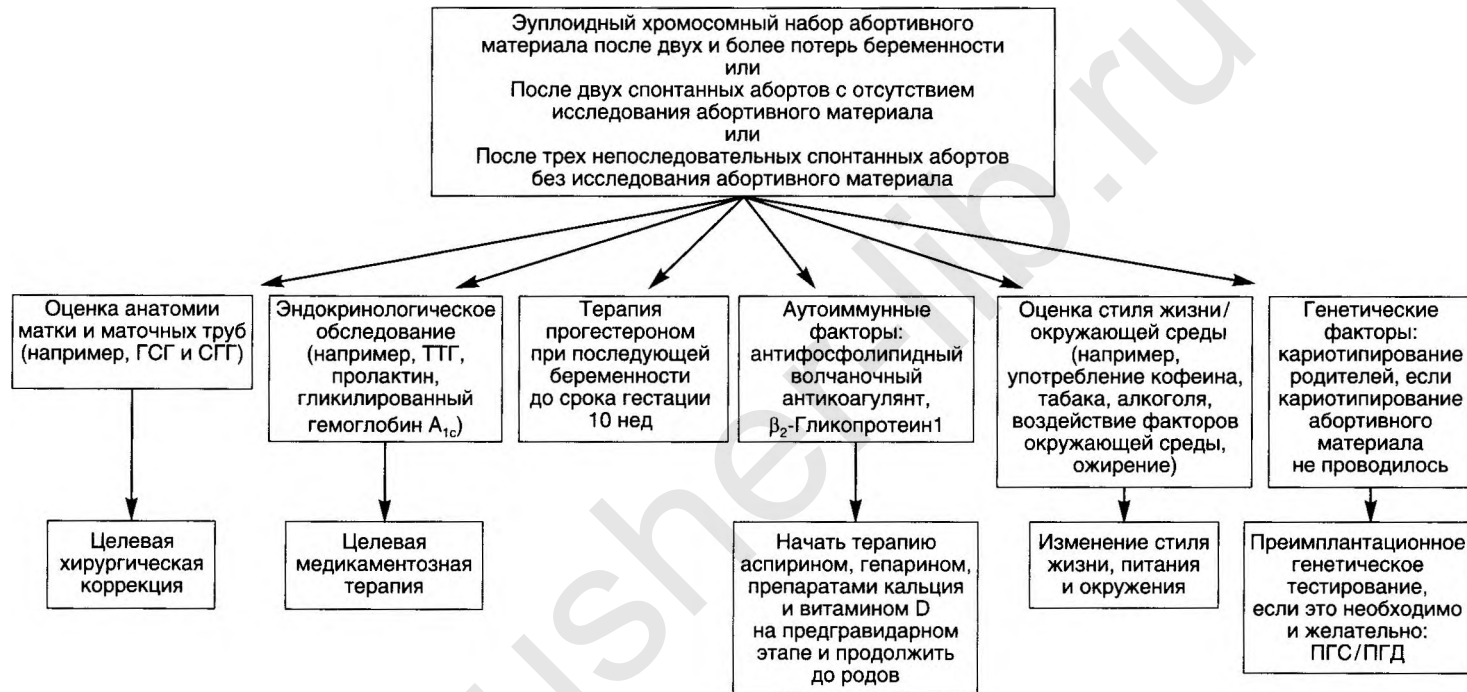 Эуплоидный хромосомный набор абортивного
материала после двух и более потерь беременности
или
После двух спонтанных абортов с отсутствием
исследования абортивного материала
или
После трех непоследовательных спонтанных абортов
без исследования абортивного материала
Оценка анатомии
матки и маточных труб
(например, ГСГ и СГГ)
Эндокринологическое
обследование
(например, ТТГ,
пролактин,
гликилированный
гемоглобин A1c)
Терапия
прогестероном
при последующей
беременности
до срока гестации
10 нед
Аутоиммунные
факторы:
антифосфолипидный
волчаночный
антикоагулянт,
β2-Гликопротеин1
Оценка стиля жизни/
окружающей среды
(например,
употребление кофеина,
табака, алкоголя,
воздействие факторов
окружающей среды,
ожирение)
Генетические
факторы:
кариотипирование
родителей, если
кариотипирование
абортивного
материала
не проводилось
Целевая
хирургическая
коррекция
Целевая
медикаментозная
терапия
Начать терапию
аспирином, гепарином,
препаратами кальция
и витамином D
на предгравидарном
этапе и продолжить
до родов
Изменение стиля
жизни, питания
и окружения
Преимплантационное
генетическое
тестирование,
если это необходимо
и желательно:
ПГС/ПГД
usher-lib.ru